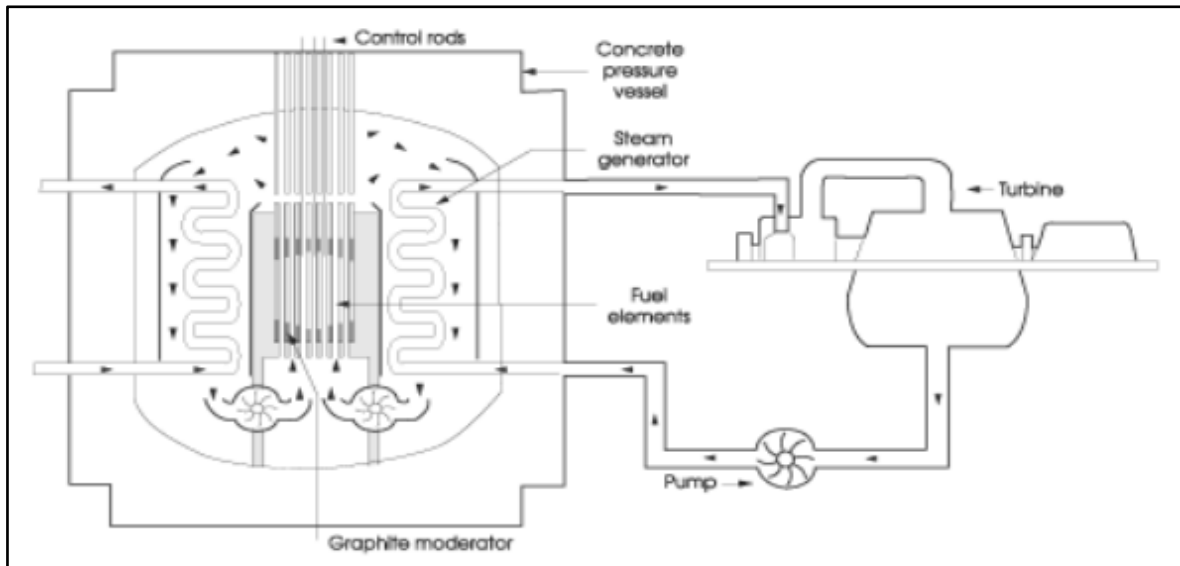 Control rods
Concrete
pressure
vessel
Steam
generator
Turbine
Fuel
elements
Pump
Graphite moderator